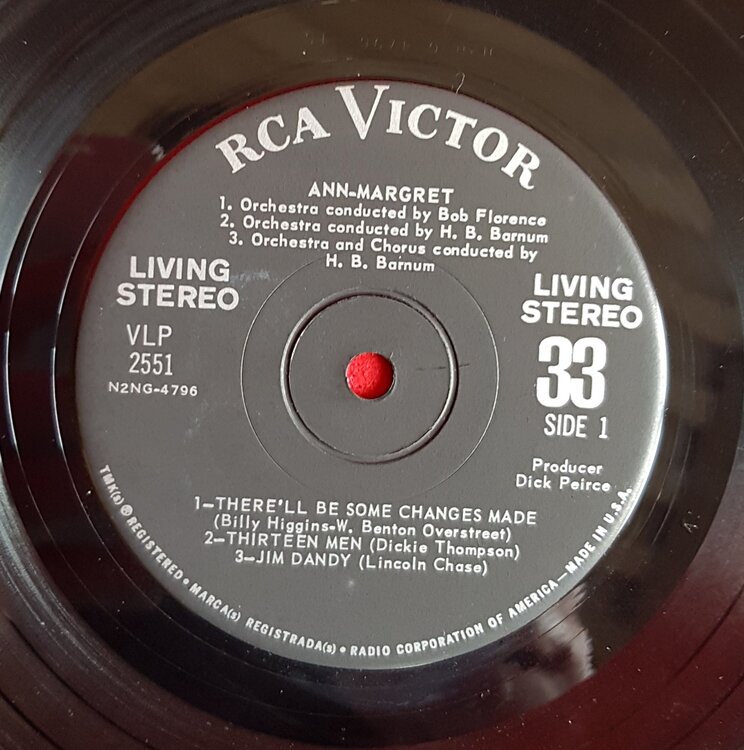 RCA VICTOR
ANN-MARGRET
1. Orchestra conducted by Bob Florence
2. Orchestra conducted by H. B. Barnum
3. Orchestra and Chorus conducted by
H. B. Barnum
LIVING
STEREO
VLP
2551
N2NG-4796
LIVING
STEREO
33
SIDE 1
Producer
Dick Peirce
1—THERE'LL BE SOME CHANGES MADE
(Billy Higgins-W. Benton Overstreet)
2—THIRTEEN MEN (Dickie Thompson)
3—JIM DANDY (Lincoln Chase)
TMK(s) ® REGISTERED • MARCA(s) REGISTRADA(s) • RADIO CORPORATION OF AMERICA—MADE IN U.S.A.